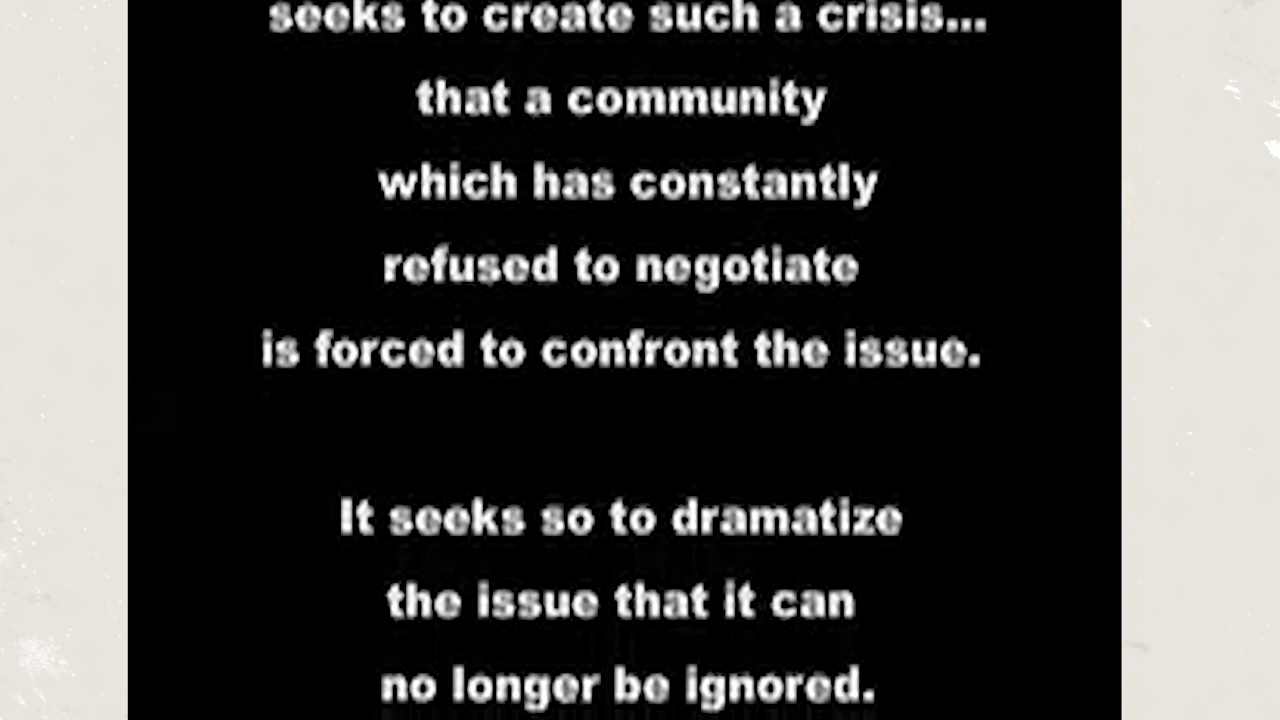 seeks to create such a crisis...
that a community
which has constantly
refused to negotiate
is forced to confront the issue.
It seeks so to dramatize
the issue that it can
no longer be ignored.